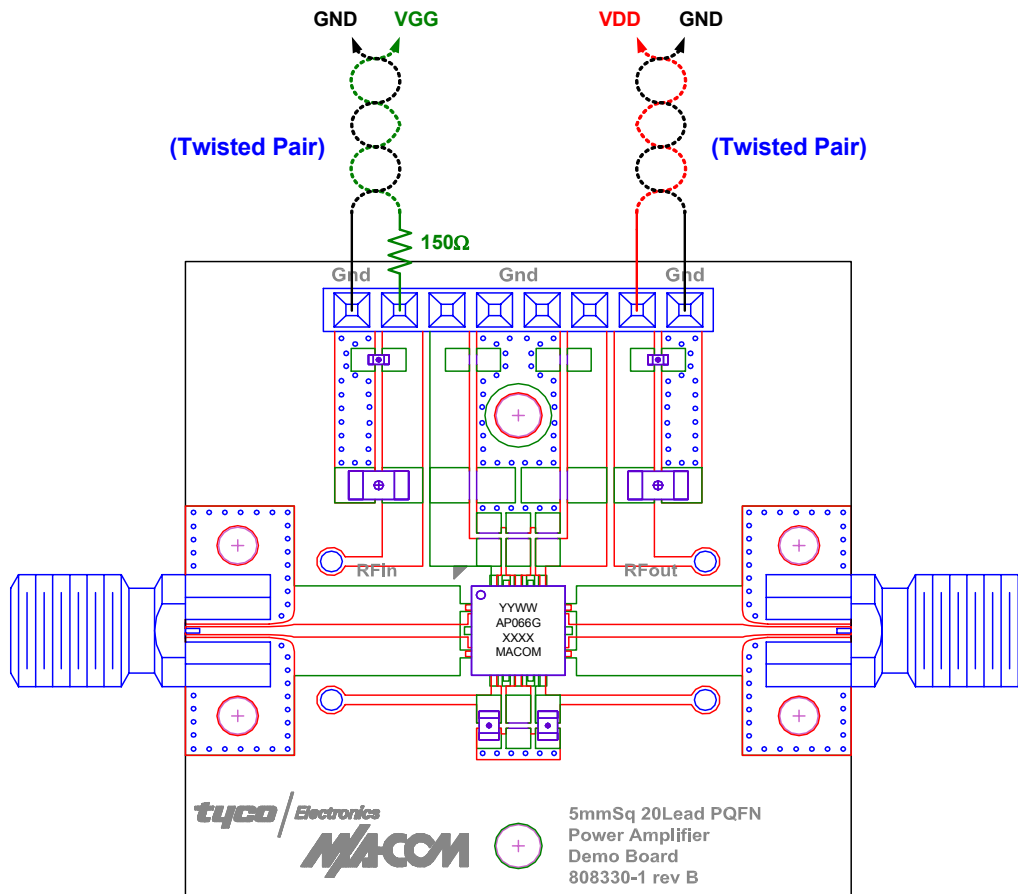 GND VGG VDD GND
(Twisted Pair) (Twisted Pair)
150Ω
Gnd Gnd Gnd
RFin RFout
YYWW
AP066G
XXXX
MACOM
tyco / Electronics
M/A-COM
5mmSq 20Lead PQFN
Power Amplifier
Demo Board
808330-1 rev B